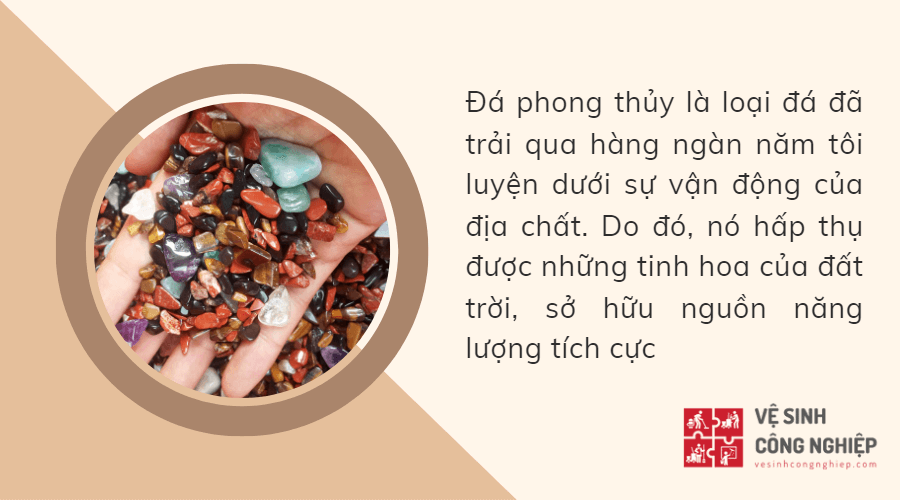 Đá phong thủy là loại đá đã
trải qua hàng ngàn năm tôi
luyện dưới sự vận động của
địa chất. Do đó, nó hấp thụ
được những tinh hoa của đất
trời, sở hữu nguồn năng
lượng tích cực
VỆ SINH
CÔNG NGHIỆP
vesinhcongnghiep.com